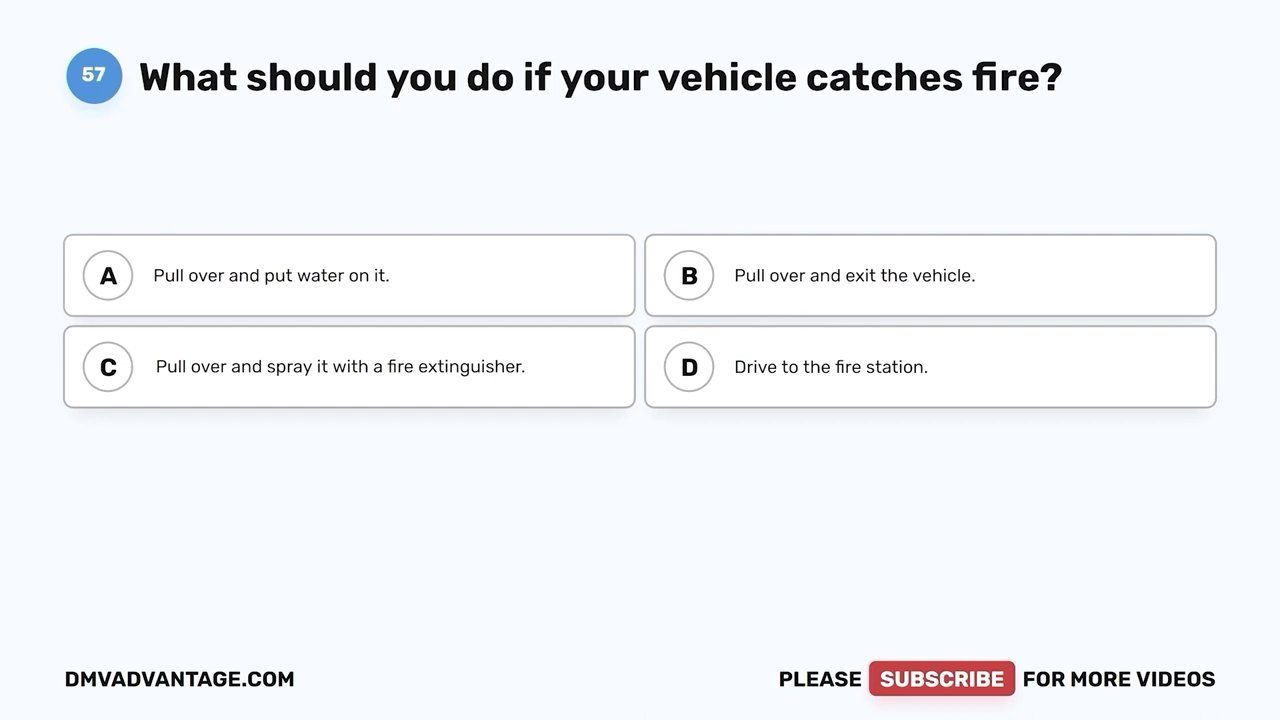 57 What should you do if your vehicle catches fire?
A Pull over and put water on it.
B Pull over and exit the vehicle.
C Pull over and spray it with a fire extinguisher.
D Drive to the fire station.
DMVADVANTAGE.COM
PLEASE SUBSCRIBE FOR MORE VIDEOS